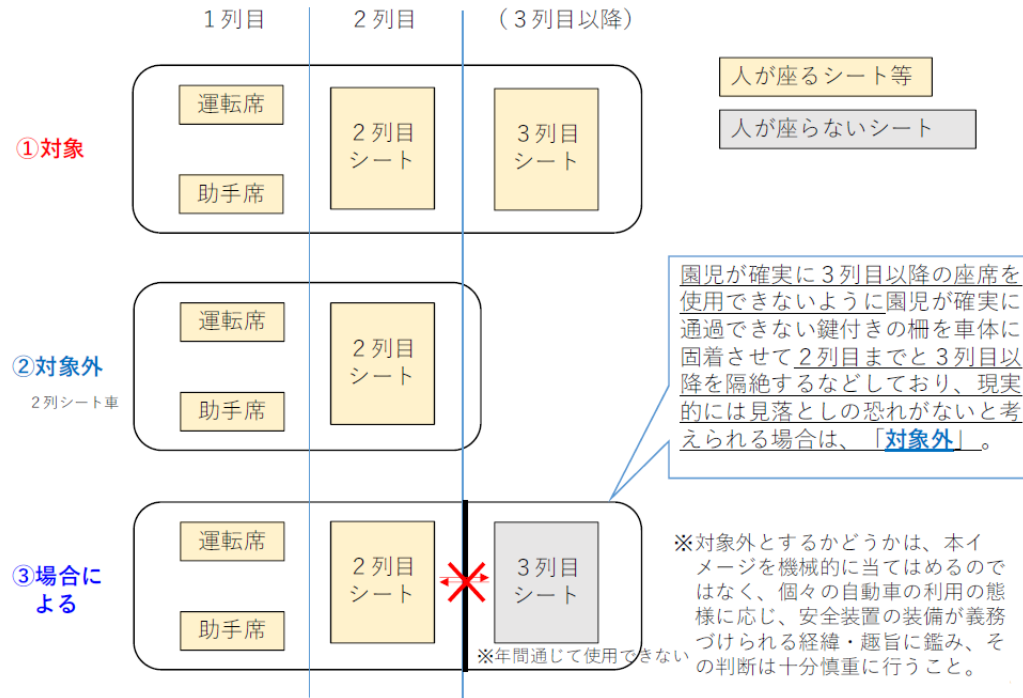 1列目
2列目
(3列目以降)
人が座るシート等
人が座らないシート
①対象
運転席
助手席
2列目
シート
3列目
シート
②対象外
2列シート車
運転席
助手席
2列目
シート
園児が確実に3列目以降の座席を
使用できないように園児が確実に
通過できない鍵付きの柵を車体に
固着させて2列目までと3列目以
降を隔絶するなどしており、現実
的には見落としの恐れがないと考
えられる場合は、「対象外」。
③場合に
よる
運転席
助手席
2列目
シート
3列目
シート
※年間通じて使用できない
※対象外とするかどうかは、本イ
メージを機械的に当てはめるので
はなく、個々の自動車の利用の態
様に応じ、安全装置の装備が義務
づけられる経緯・趣旨に鑑み、そ
の判断は十分慎重に行うこと。